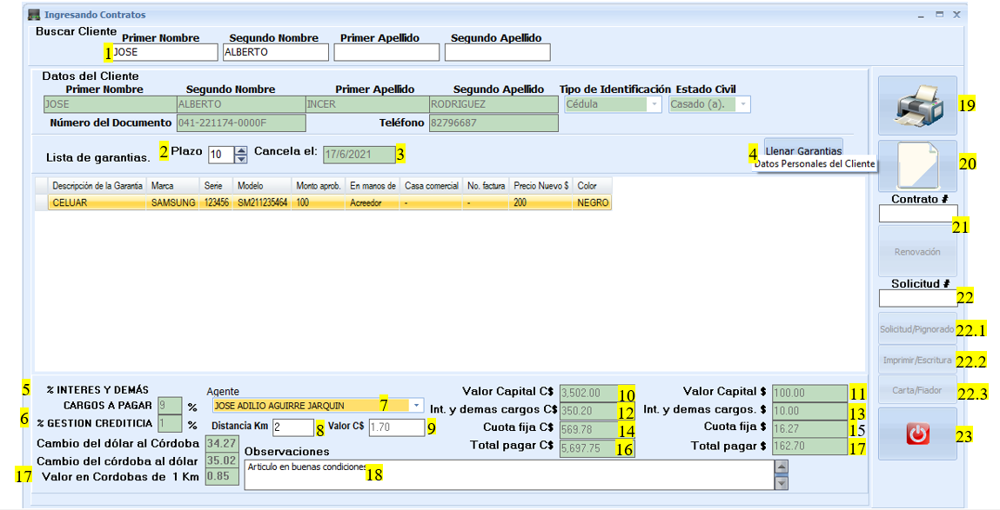 Ingresando Contratos
Buscar Cliente
Primer Nombre Segundo Nombre Primer Apellido Segundo Apellido
1 JOSE ALBERTO
Datos del Cliente
Primer Nombre Segundo Nombre Primer Apellido Segundo Apellido Tipo de Identificación Estado Civil
JOSE ALBERTO INCER RODRIGUEZ Cédula Casado (a).
Número del Documento 041-221174-0000F Teléfono 82796687
Lista de garantias. 2 Plazo 10 Cancela el: 17/6/2021 3 4 Llenar Garantias
Datos Personales del Cliente
Descripción de la Garantia Marca Serie Modelo Monto aprob. En manos de Casa comercial No. factura Precio Nuevo $ Color
CELUAR SAMSUNG 123456 SM211235464 100 Acreedor - - 200 NEGRO
19
20
Contrato #
21
Renovación
Solicitud #
22
Solicitud/Pignorado 22.1
Imprimir/Escritura 22.2
Carta/Fiador 22.3
23
5 % INTERES Y DEMÁS
CARGOS A PAGAR 9 %
6 % GESTION CREDITICIA 1 %
Cambio del dólar al Córdoba 34.27
Cambio del córdoba al dólar 35.02
17 Valor en Cordobas de 1 Km 0.85
Agente
JOSE ADILIO AGUIRRE JARQUIN 7
Distancia Km 2 8 Valor C$ 1.70 9
Observaciones
Articulo en buenas condiciones 18
Valor Capital C$ 3,502.00 10
Int. y demas cargos C$ 350.20 12
Cuota fija C$ 569.78 14
Total pagar C$ 5,697.75 16
Valor Capital $ 100.00 11
Int. y demas cargos. $ 10.00 13
Cuota fija $ 16.27 15
Total pagar $ 162.70 17